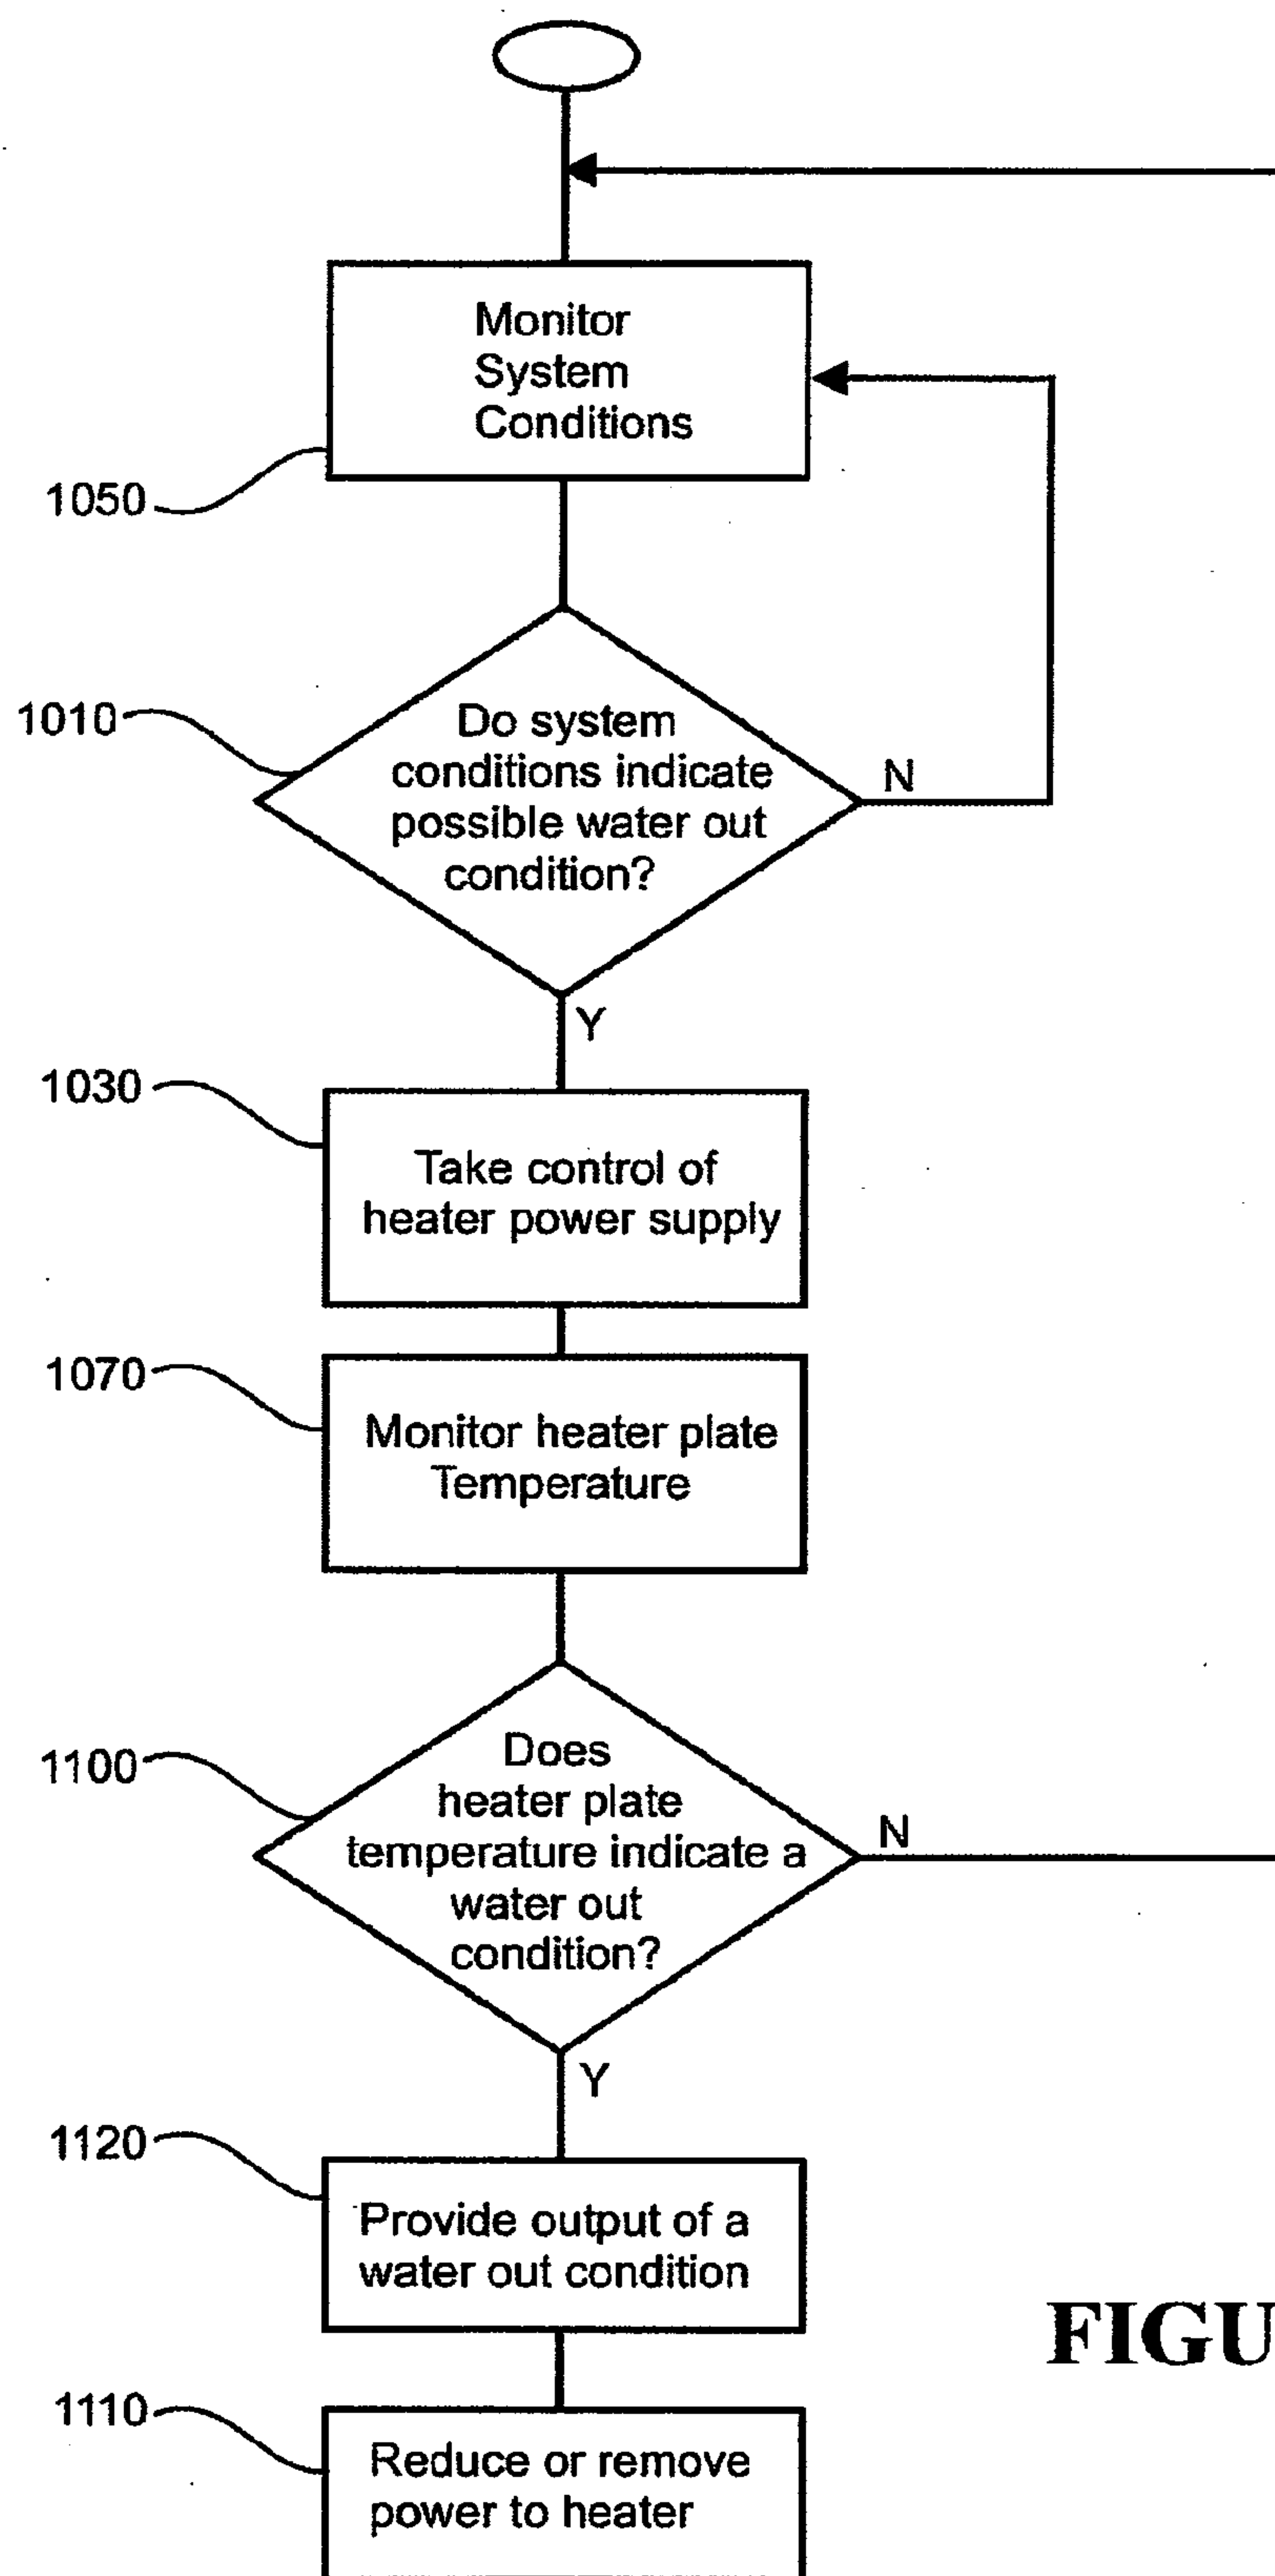 Monitor
System
Conditions
1050
1010
Do system
conditions indicate
possible water out
condition?
N
Y
1030
Take control of
heater power supply
1070
Monitor heater plate
Temperature
1100
Does
heater plate
temperature indicate a
water out
condition?
N
Y
1120
Provide output of a
water out condition
FIGU
1110
Reduce or remove
power to heater